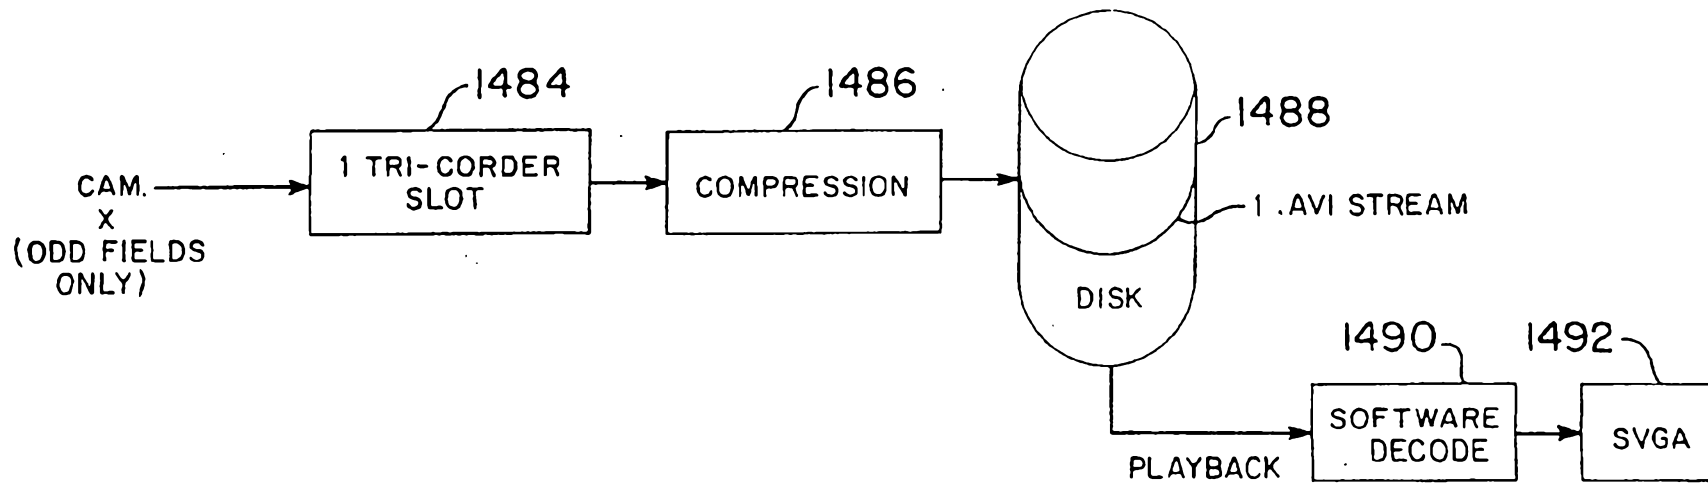 1484
1486
1488
CAM.
X
(ODD FIELDS
ONLY)
1 TRI-CORDER
SLOT
COMPRESSION
1 .AVI STREAM
DISK
1490
1492
PLAYBACK
SOFTWARE
DECODE
SVGA